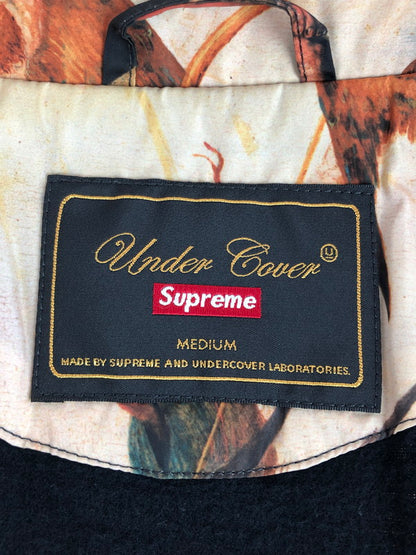 Under Cover Ⓤ
Supreme
MEDIUM
MADE BY SUPREME AND UNDERCOVER LABORATORIES.